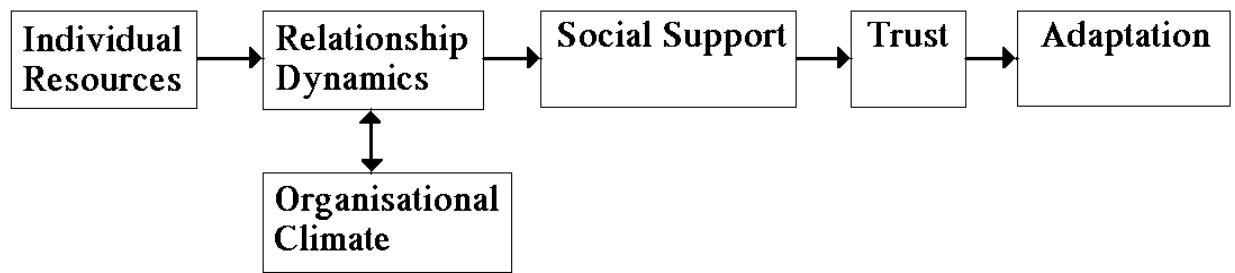 Individual
Resources
Relationship
Dynamics
Social Support
Trust
Adaptation
Organisational
Climate